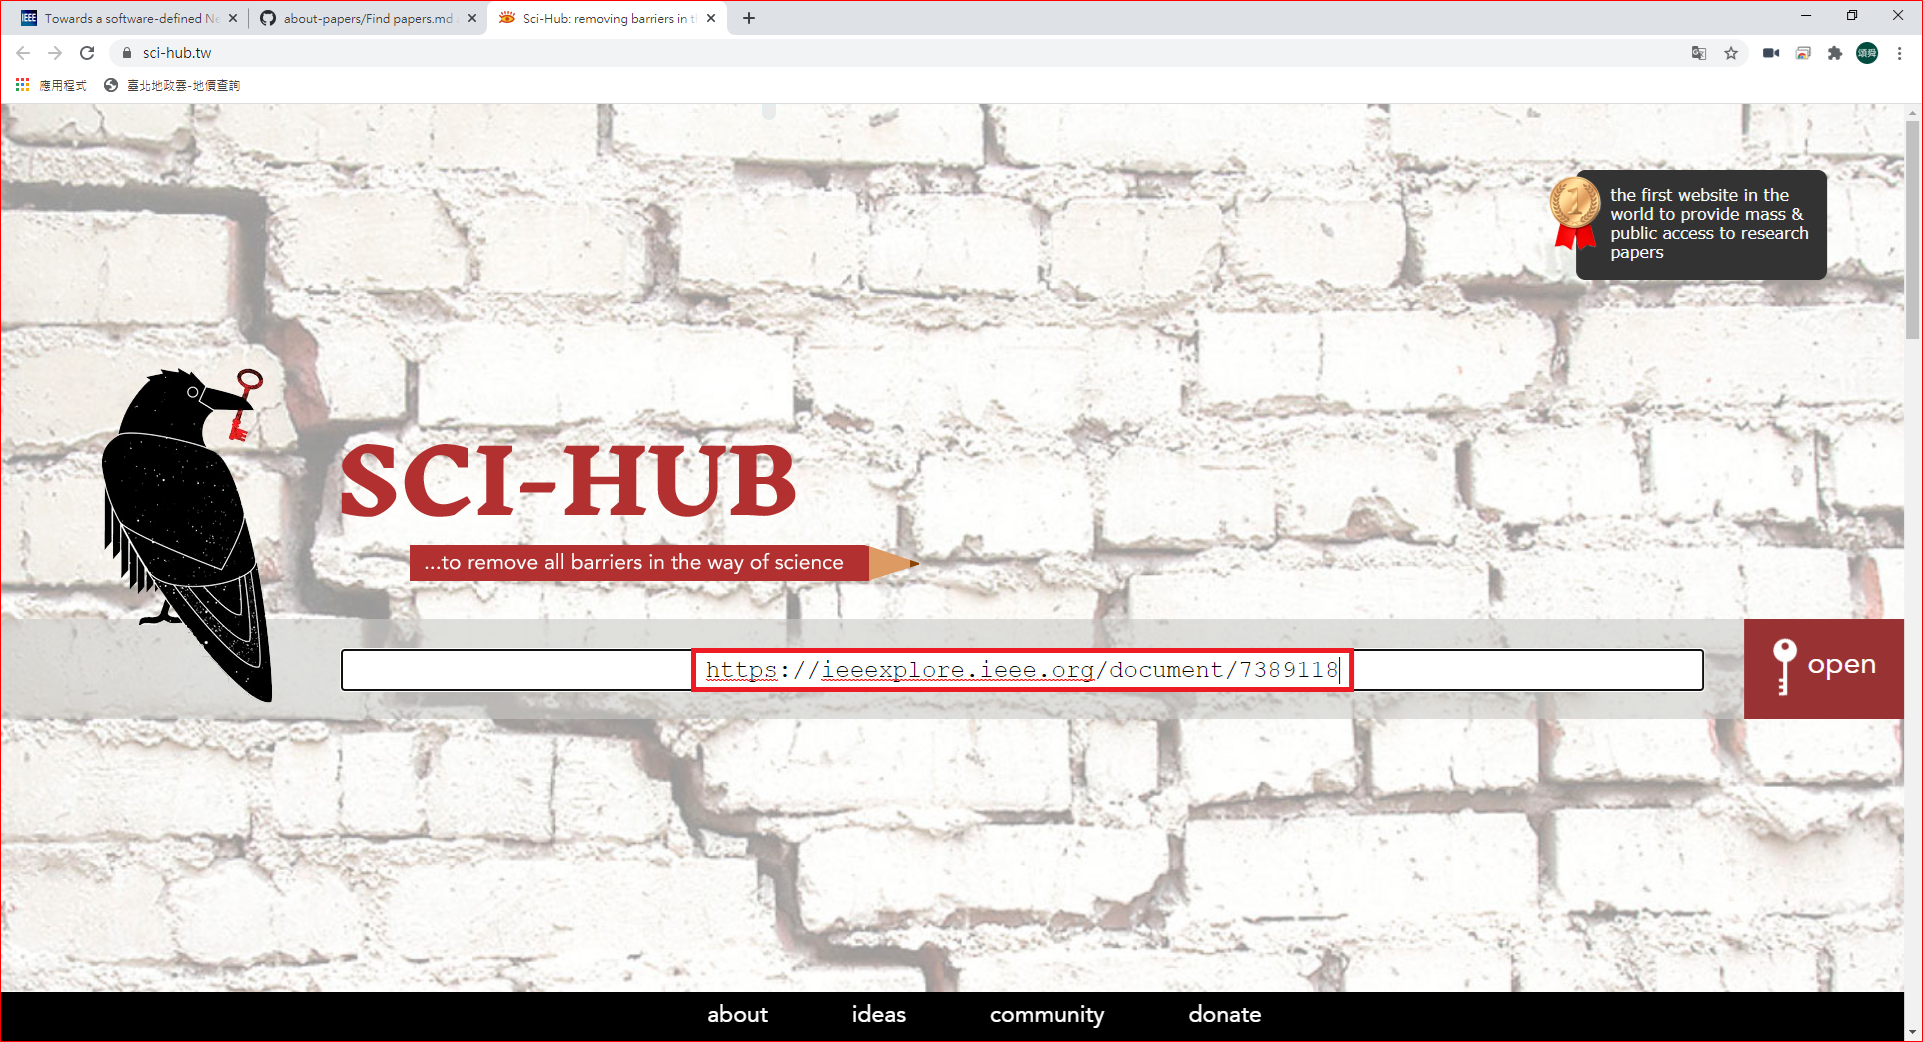 Towards a software-defined Ne
about-papers/Find papers.md a
Sci-Hub: removing barriers in t
sci-hub.tw
頌舜
應用程式
臺北地政雲-地價查詢
1
the first website in the
world to provide mass &
public access to research
papers
SCI-HUB
...to remove all barriers in the way of science
https://ieeexplore.ieee.org/document/7389118
open
about
ideas
community
donate